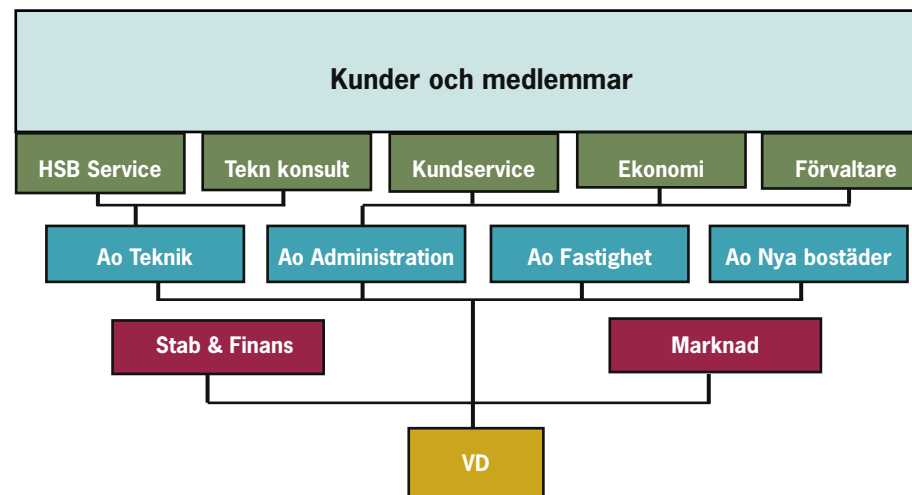 Kunder och medlemmar
HSB Service
Tekn konsult
Kundservice
Ekonomi
Förvaltare
Ao Teknik
Ao Administration
Ao Fastighet
Ao Nya bostäder
Stab & Finans
Marknad
VD